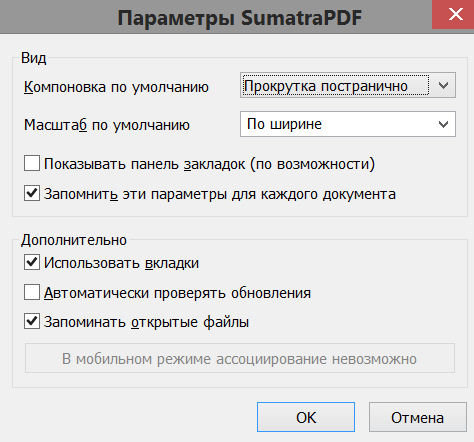 Параметры SumatraPDF
Вид
Компоновка по умолчанию
Прокрутка постранично
Масштаб по умолчанию
По ширине
Показывать панель закладок (по возможности)
Запомнить эти параметры для каждого документа
Дополнительно
Использовать вкладки
Автоматически проверять обновления
Запоминать открытые файлы
В мобильном режиме ассоциирование невозможно
OK
Отмена